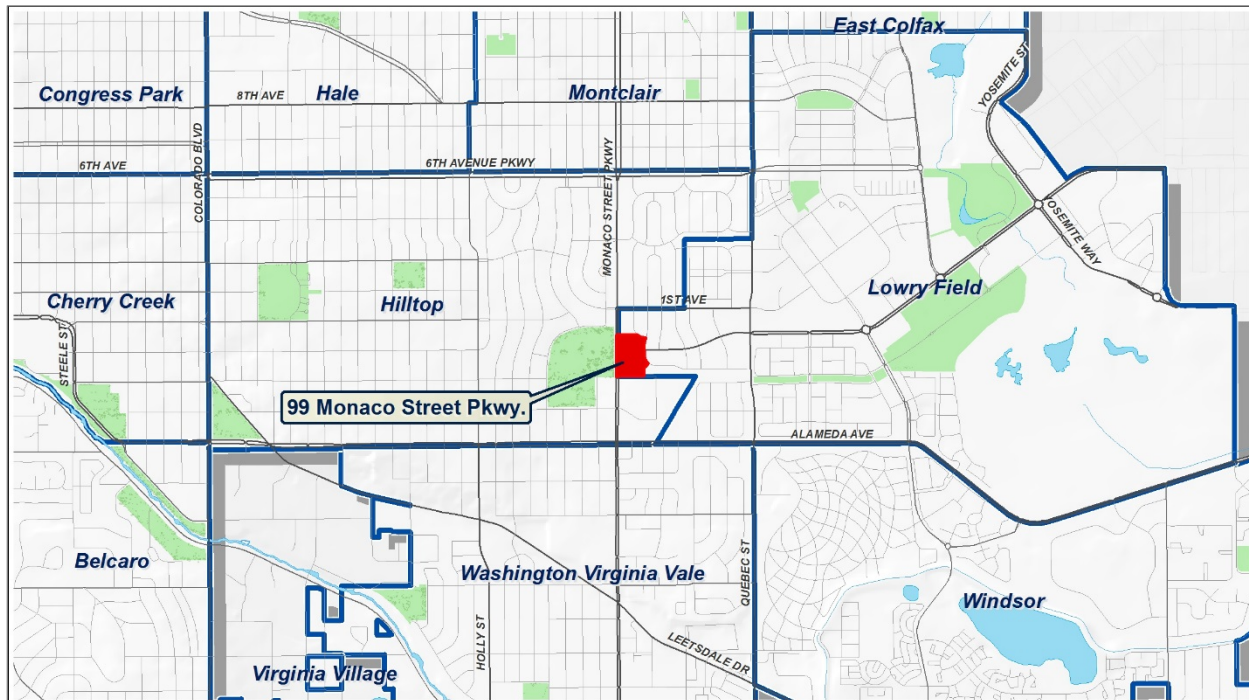 East Colfax
YOSEMITE ST
Congress Park
8TH AVE
Hale
Montclair
COLORADO BLVD
MONACO STREET PKWY
6TH AVE
6TH AVENUE PKWY
YOSEMITE WAY
Cherry Creek
Hilltop
1ST AVE
Lowry Field
STEELE ST
99 Monaco Street Pkwy.
ALAMEDA AVE
Belcaro
Washington Virginia Vale
QUEBEC ST
Windsor
HOLLY ST
LEETSDALE DR
Virginia Village